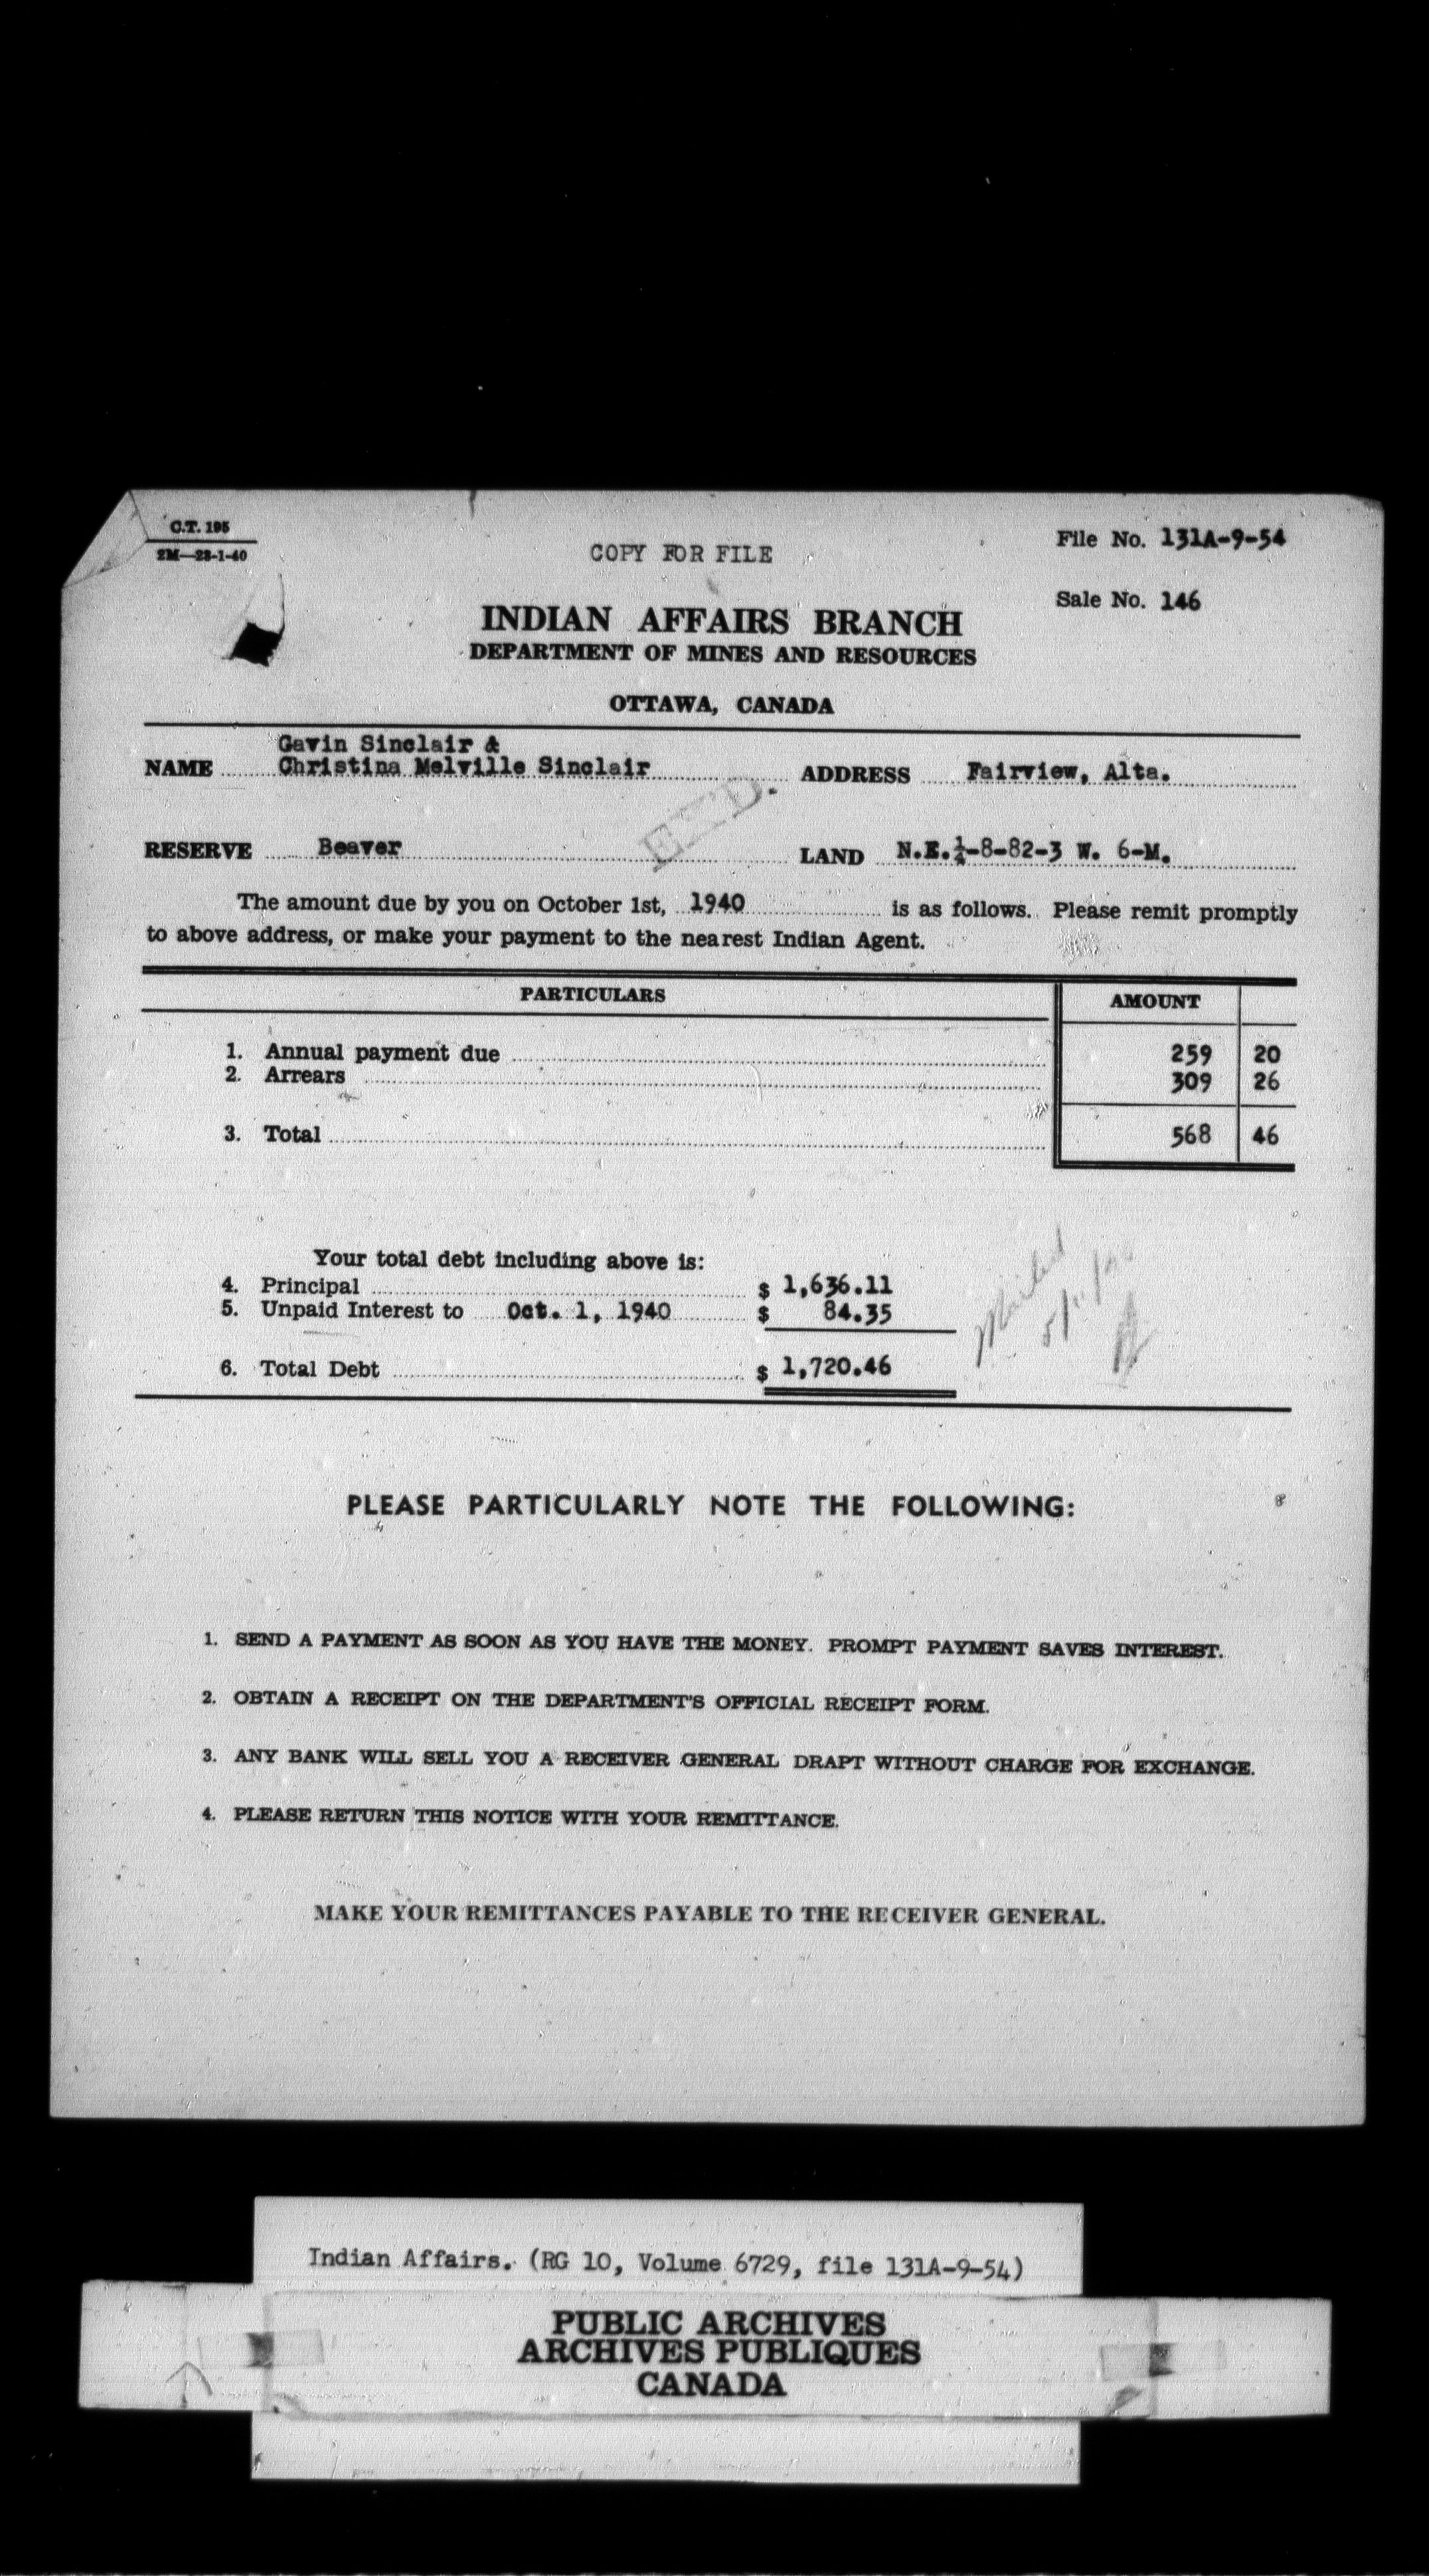 C.T. 195
2M—23-1-40
COPY FOR FILE
File No. 131A-9-54
Sale No. 146
INDIAN AFFAIRS BRANCH
DEPARTMENT OF MINES AND RESOURCES
OTTAWA, CANADA
Gavin Sinclair &
NAME Christina Melville Sinclair ADDRESS Fairview, Alta.
RESERVE Beaver LAND N.E.¼-8-82-3 W. 6-M.
The amount due by you on October 1st, 1940 is as follows. Please remit promptly
to above address, or make your payment to the nearest Indian Agent.
PARTICULARS AMOUNT
1. Annual payment due 259 20
2. Arrears 309 26
3. Total 568 46
Your total debt including above is:
4. Principal $ 1,636.11
5. Unpaid Interest to Oct. 1, 1940 $ 84.35
6. Total Debt $ 1,720.46
Mailed
PLEASE PARTICULARLY NOTE THE FOLLOWING:
1. SEND A PAYMENT AS SOON AS YOU HAVE THE MONEY. PROMPT PAYMENT SAVES INTEREST.
2. OBTAIN A RECEIPT ON THE DEPARTMENT'S OFFICIAL RECEIPT FORM.
3. ANY BANK WILL SELL YOU A RECEIVER GENERAL DRAFT WITHOUT CHARGE FOR EXCHANGE.
4. PLEASE RETURN THIS NOTICE WITH YOUR REMITTANCE.
MAKE YOUR REMITTANCES PAYABLE TO THE RECEIVER GENERAL.
Indian Affairs. (RG 10, Volume 6729, file 131A-9-54)
PUBLIC ARCHIVES
ARCHIVES PUBLIQUES
CANADA